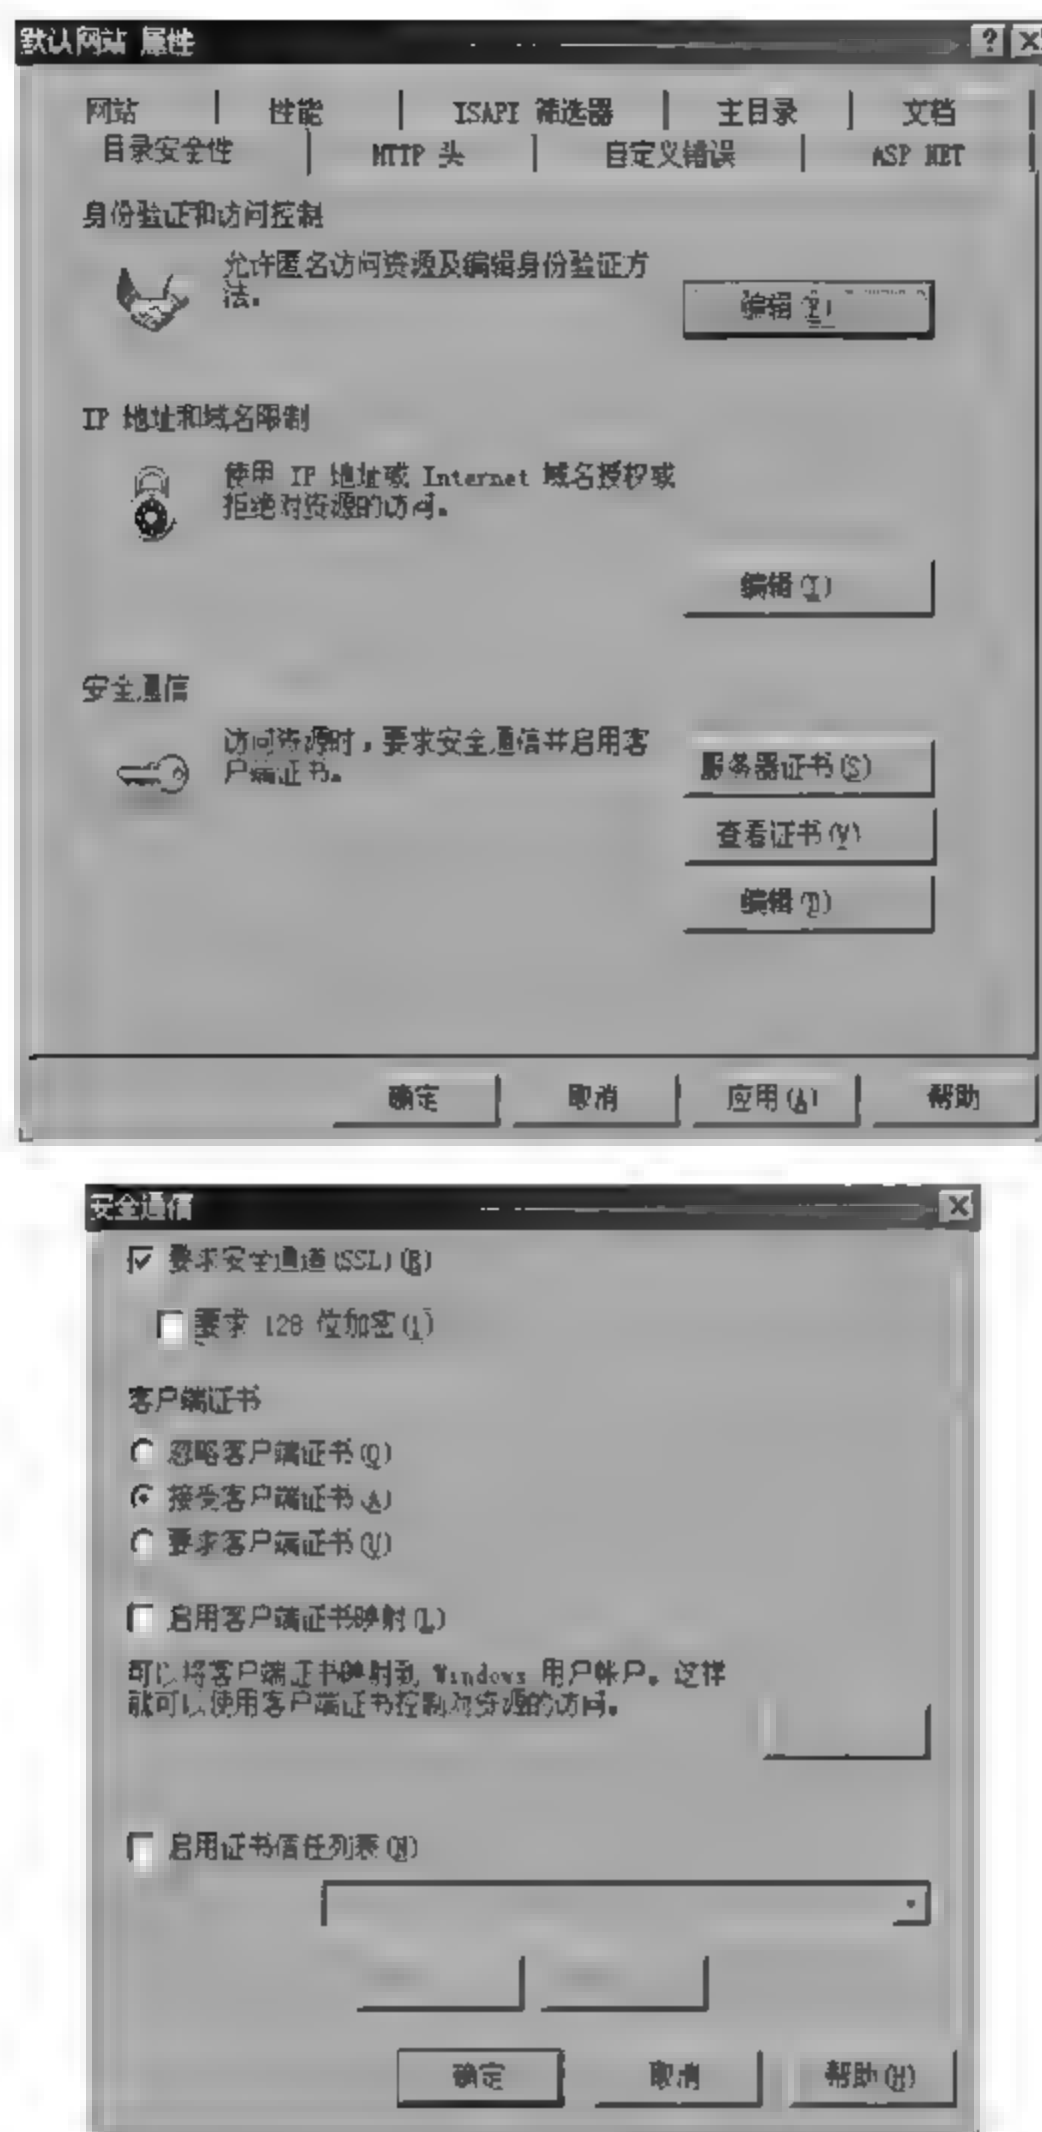 默认网站 属性
网站 性能 ISAPI 筛选器 主目录 文档
目录安全性 HTTP 头 自定义错误 ASP.NET
身份验证和访问控制
允许匿名访问资源及编辑身份验证方
法。
编辑(E)
IP 地址和域名限制
使用 IP 地址或 Internet 域名授权或
拒绝对资源的访问。
编辑(I)
安全通信
访问资源时,要求安全通信并启用客
户端证书。
服务器证书(S)
查看证书(V)
编辑(D)
确定 取消 应用(A) 帮助
安全通信
要求安全通道(SSL)(R)
要求 128 位加密(1)
客户端证书
忽略客户端证书
接受客户端证书(A)
要求客户端证书(U)
启用客户端证书映射(L)
可以将客户端证书映射到 Windows 用户帐户。这样
就可以使用客户端证书控制对资源的访问。
启用证书信任列表(N)
确定 取消 帮助(H)